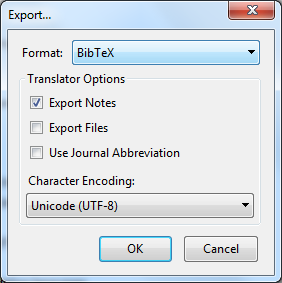 Export...
Format: BibTeX
Translator Options
Export Notes
Export Files
Use Journal Abbreviation
Character Encoding:
Unicode (UTF-8)
OK Cancel